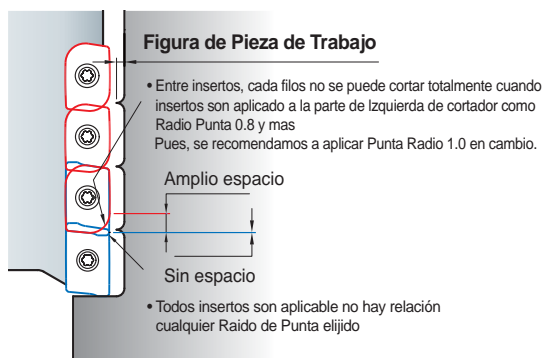 Figura de Pieza de Trabajo
• Entre insertos, cada filos no se puede cortar totalmente cuando
insertos son aplicado a la parte de Izquierda de cortador como
Radio Punta 0.8 y mas
Pues, se recomendamos a aplicar Punta Radio 1.0 en cambio.
Amplio espacio
Sin espacio
• Todos insertos son aplicable no hay relación
cualquier Raido de Punta elijido